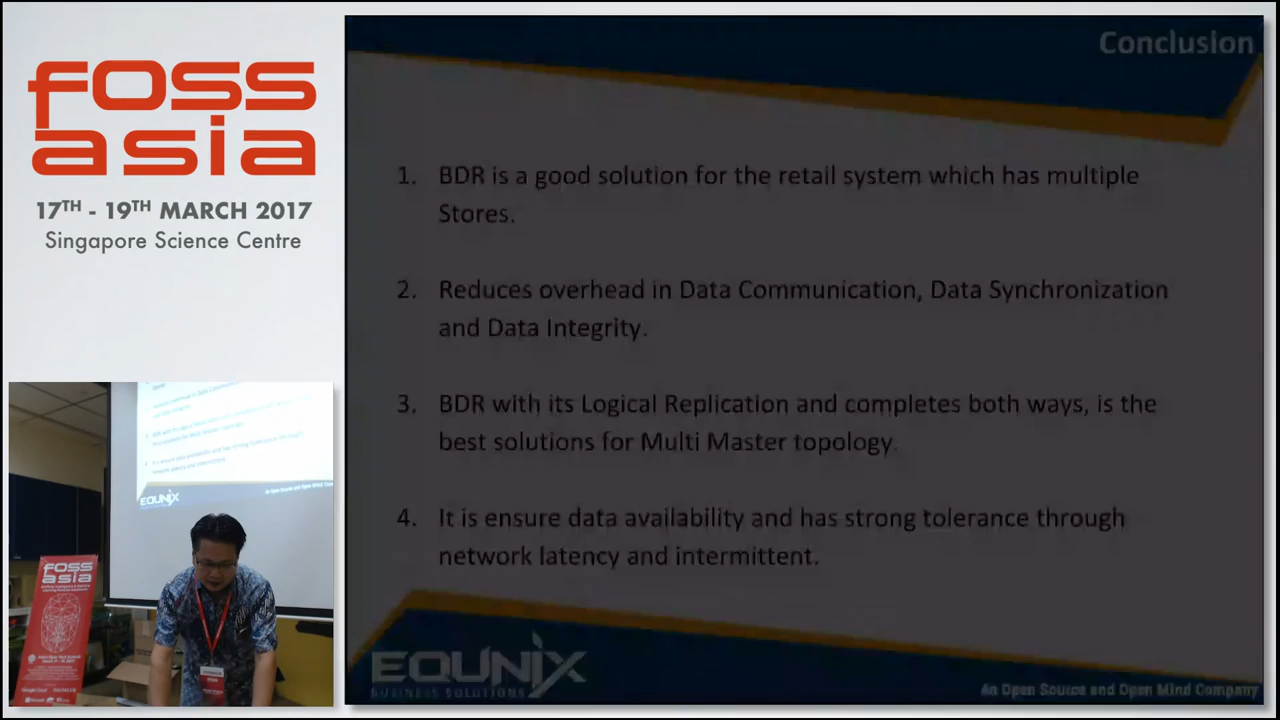 foss
asia
17TH - 19TH MARCH 2017
Singapore Science Centre
Conclusion
1. BDR is a good solution for the retail system which has multiple
Stores.
2. Reduces overhead in Data Communication, Data Synchronization
and Data Integrity.
3. BDR with its Logical Replication and completes both ways, is the
best solutions for Multi Master topology.
4. It is ensure data availability and has strong tolerance through
network latency and intermittent.
EQUNIX
BUSINESS SOLUTIONS
An Open Source and Open Mind Company
EQUNIX
FOSS
asia